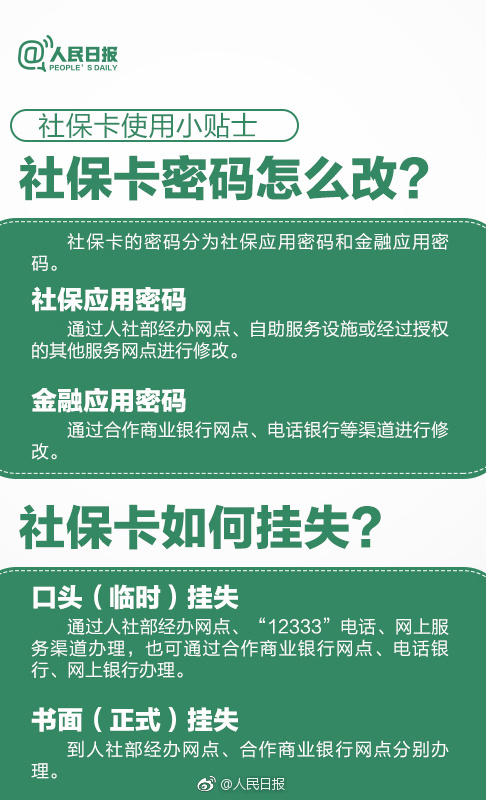 @人民日报
PEOPLE'S DAILY
社保卡使用小贴士
社保卡密码怎么改?
社保卡的密码分为社保应用密码和金融应用密
码。
社保应用密码
通过人社部经办网点、自助服务设施或经过授权
的其他服务网点进行修改。
金融应用密码
通过合作商业银行网点、电话银行等渠道进行修
改。
社保卡如何挂失?
口头（临时）挂失
通过人社部经办网点、“12333”电话、网上服
务渠道办理，也可通过合作商业银行网点、电话银
行、网上银行办理。
书面（正式）挂失
到人社部经办网点、合作商业银行网点分别办
理。
@人民日报